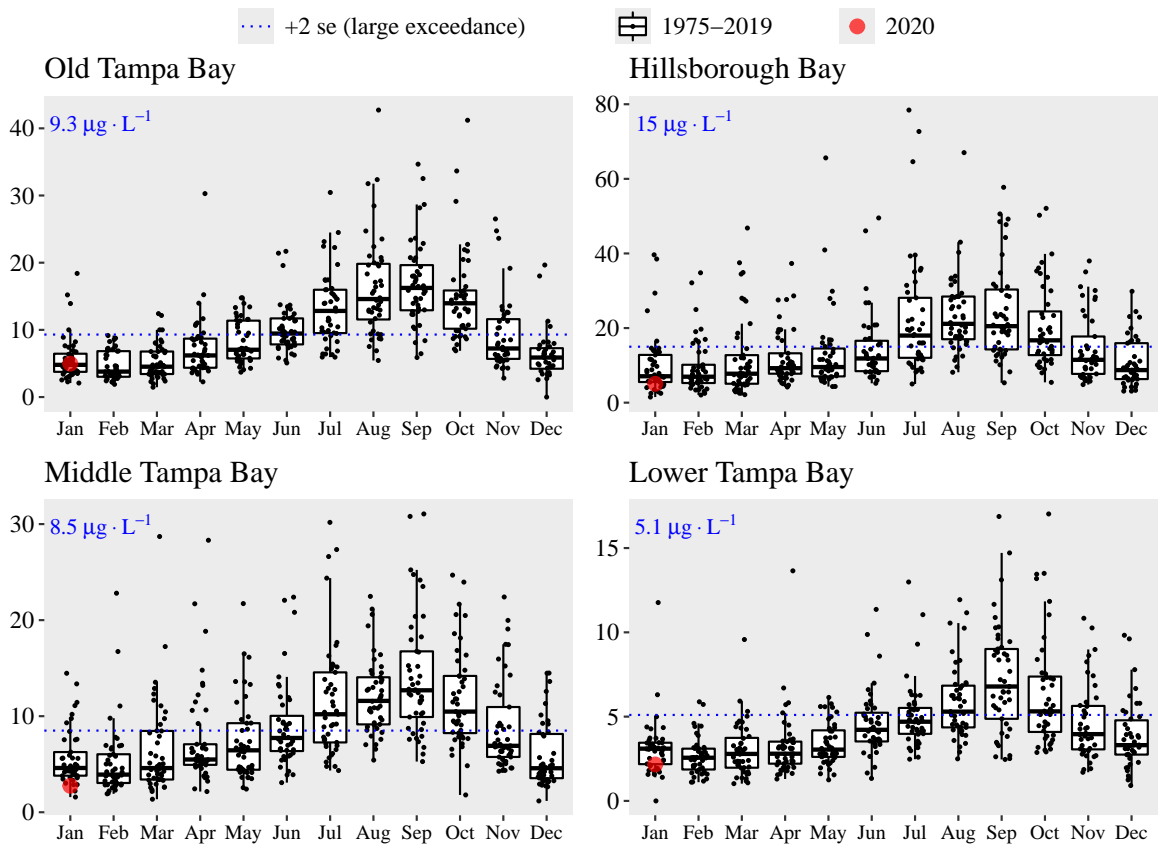 +2 se (large exceedance) 1975–2019 2020
Old Tampa Bay
9.3 μg · L⁻¹
40
30
20
10
0
Jan Feb Mar Apr May Jun Jul Aug Sep Oct Nov Dec
Hillsborough Bay
15 μg · L⁻¹
80
60
40
20
0
Jan Feb Mar Apr May Jun Jul Aug Sep Oct Nov Dec
Middle Tampa Bay
8.5 μg · L⁻¹
30
20
10
0
Jan Feb Mar Apr May Jun Jul Aug Sep Oct Nov Dec
Lower Tampa Bay
5.1 μg · L⁻¹
15
10
5
0
Jan Feb Mar Apr May Jun Jul Aug Sep Oct Nov Dec